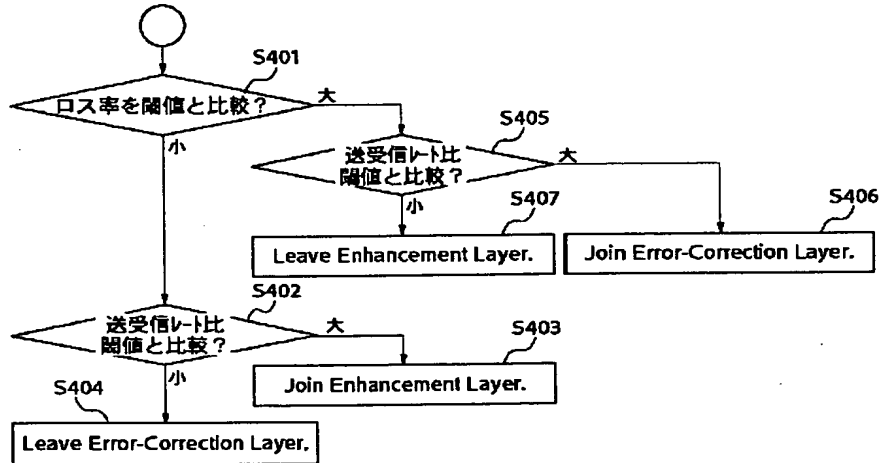 S401
ロス率を閾値と比較？
大
小
S405
送受信ﾚｰﾄ比
閾値と比較？
大
小
S407
Leave Enhancement Layer.
S406
Join Error-Correction Layer.
S402
送受信ﾚｰﾄ比
閾値と比較？
大
小
S403
Join Enhancement Layer.
S404
Leave Error-Correction Layer.